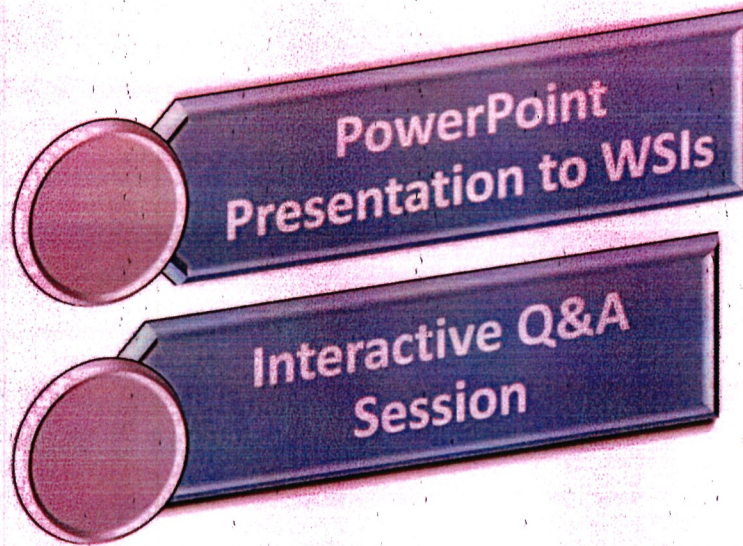 PowerPoint
Presentation to WSIs
Interactive Q&A
Session